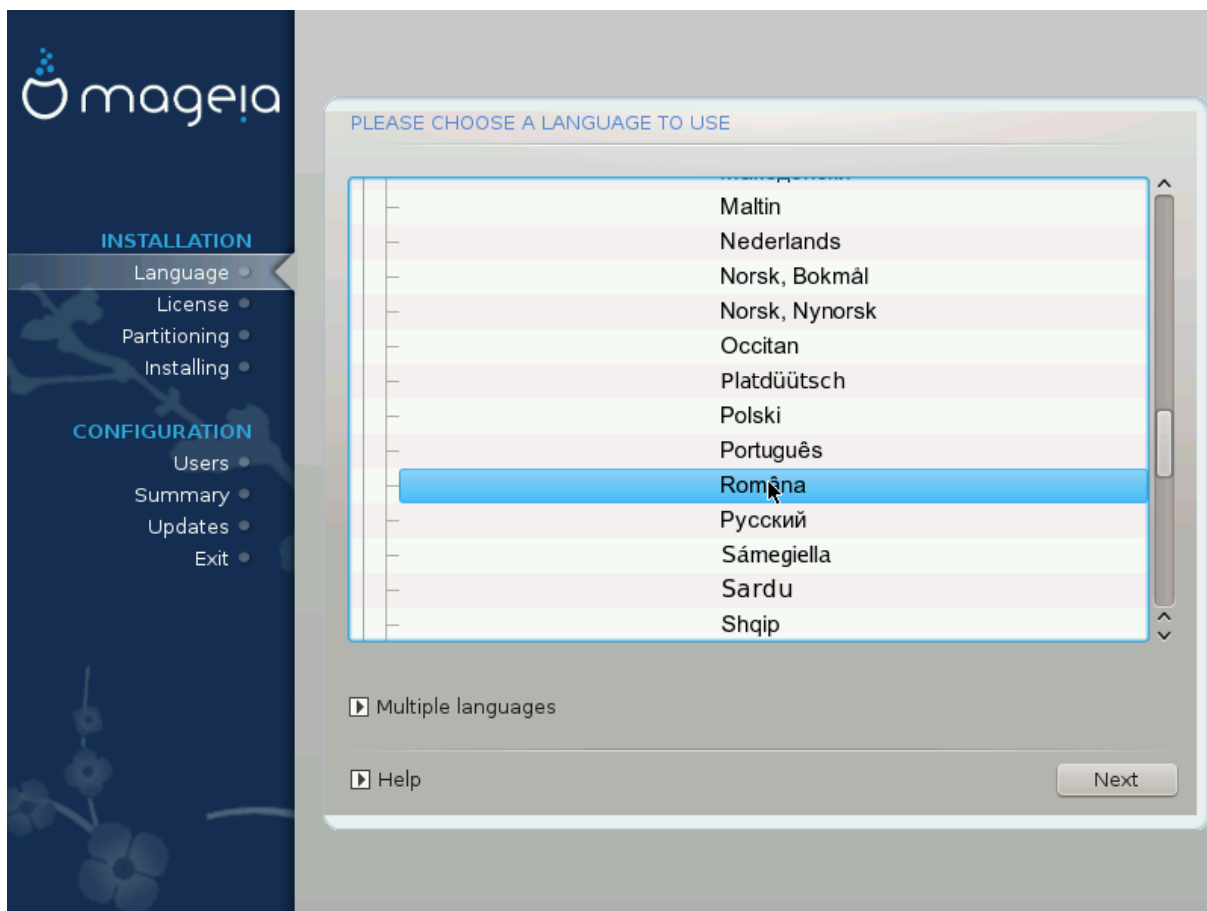 mageia
INSTALLATION
Language
License
Partitioning
Installing
CONFIGURATION
Users
Summary
Updates
Exit
PLEASE CHOOSE A LANGUAGE TO USE
Maltin
Nederlands
Norsk, Bokmål
Norsk, Nynorsk
Occitan
Platdüütsch
Polski
Português
Româna
Русский
Sámegiella
Sardu
Shqip
Multiple languages
Help
Next